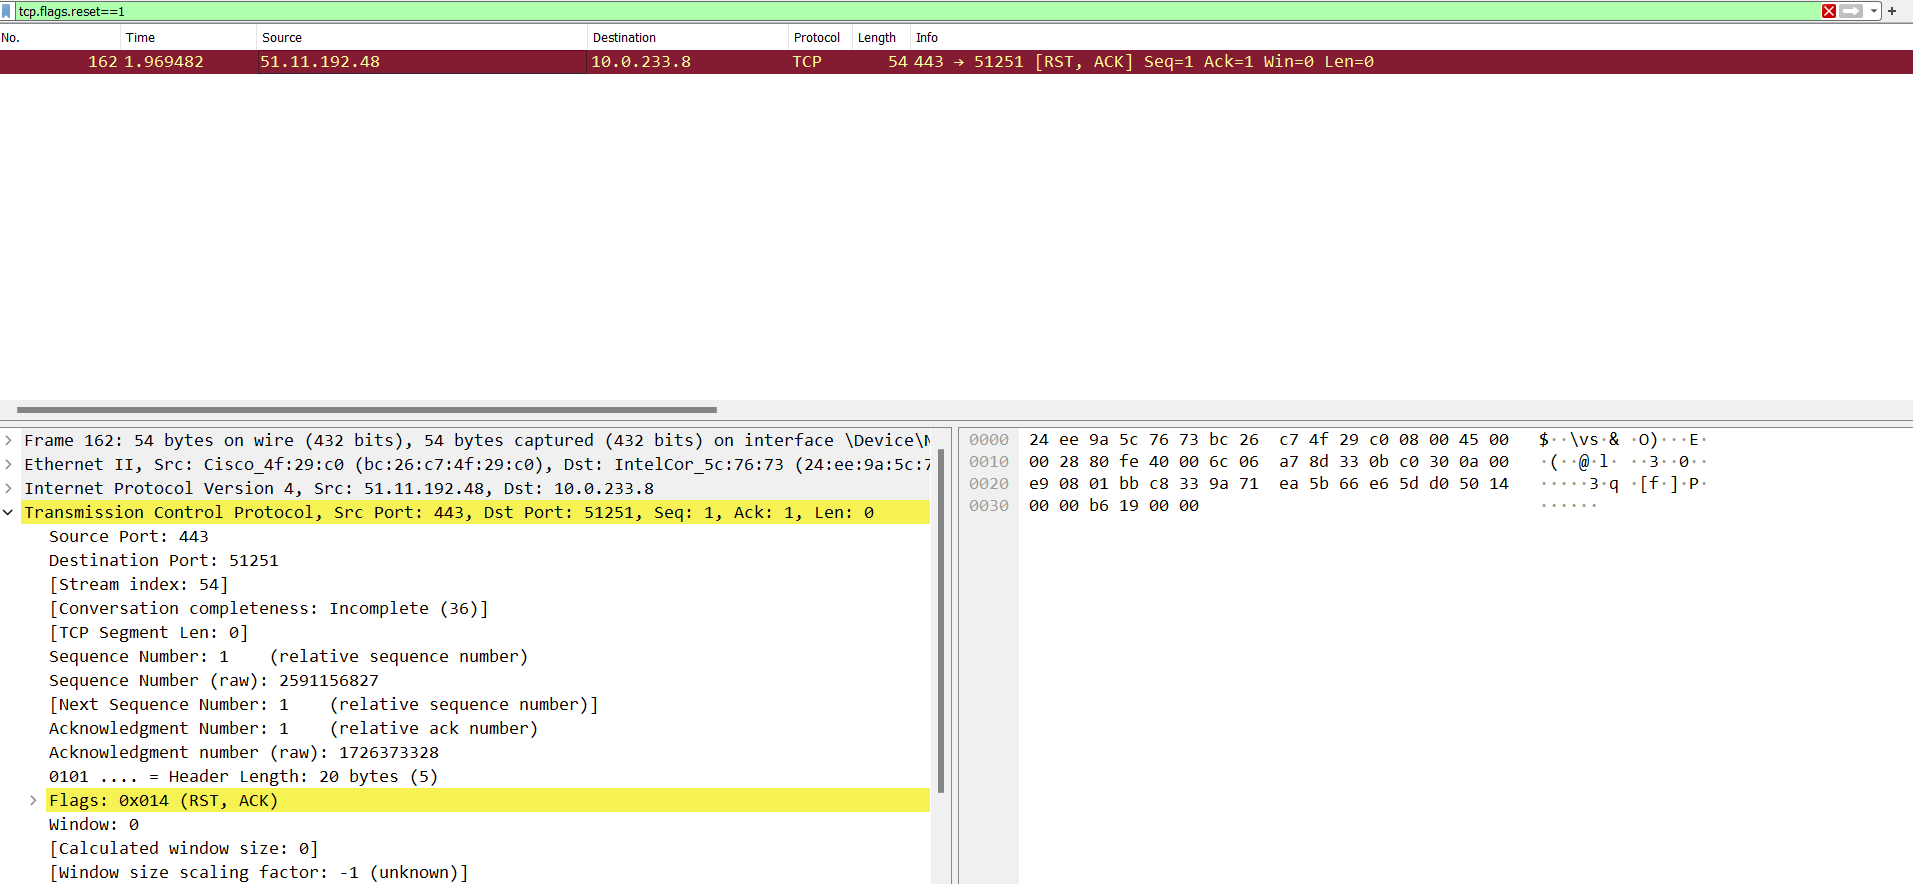 tcp.flags.reset==1
No. Time Source Destination Protocol Length Info
162 1.969482 51.11.192.48 10.0.233.8 TCP 54 443 → 51251 [RST, ACK] Seq=1 Ack=1 Win=0 Len=0
Frame 162: 54 bytes on wire (432 bits), 54 bytes captured (432 bits) on interface \Device\N
Ethernet II, Src: Cisco_4f:29:c0 (bc:26:c7:4f:29:c0), Dst: IntelCor_5c:76:73 (24:ee:9a:5c:7
Internet Protocol Version 4, Src: 51.11.192.48, Dst: 10.0.233.8
Transmission Control Protocol, Src Port: 443, Dst Port: 51251, Seq: 1, Ack: 1, Len: 0
Source Port: 443
Destination Port: 51251
[Stream index: 54]
[Conversation completeness: Incomplete (36)]
[TCP Segment Len: 0]
Sequence Number: 1    (relative sequence number)
Sequence Number (raw): 2591156827
[Next Sequence Number: 1    (relative sequence number)]
Acknowledgment Number: 1    (relative ack number)
Acknowledgment number (raw): 1726373328
0101 .... = Header Length: 20 bytes (5)
Flags: 0x014 (RST, ACK)
Window: 0
[Calculated window size: 0]
[Window size scaling factor: -1 (unknown)]
0000 24 ee 9a 5c 76 73 bc 26 c7 4f 29 c0 08 00 45 00 $··\vs·& ·O)···E·
0010 00 28 80 fe 40 00 6c 06 a7 8d 33 0b c0 30 0a 00 ·(··@·l· ··3··0··
0020 e9 08 01 bb c8 33 9a 71 ea 5b 66 e6 5d d0 50 14 ·····3·q ·[f·]·P·
0030 00 00 b6 19 00 00 ······